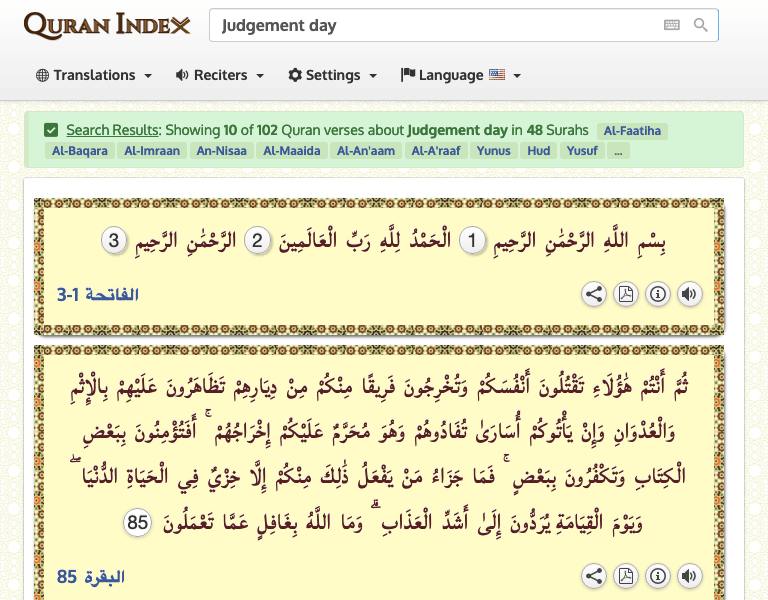 QURAN INDEX
Judgement day
Translations Reciters Settings Language
Search Results: Showing 10 of 102 Quran verses about Judgement day in 48 Surahs Al-Faatiha
Al-Baqara Al-Imraan An-Nisaa Al-Maaida Al-An'aam Al-A'raaf Yunus Hud Yusuf ...
بِسْمِ اللَّهِ الرَّحْمَٰنِ الرَّحِيمِ 1 الْحَمْدُ لِلَّهِ رَبِّ الْعَالَمِينَ 2 الرَّحْمَٰنِ الرَّحِيمِ 3
الفاتحة 1-3
ثُمَّ أَنْتُمْ هَٰؤُلَاءِ تَقْتُلُونَ أَنْفُسَكُمْ وَتُخْرِجُونَ فَرِيقًا مِنْكُمْ مِنْ دِيَارِهِمْ تَظَاهَرُونَ عَلَيْهِمْ بِالْإِثْمِ
وَالْعُدْوَانِ وَإِنْ يَأْتُوكُمْ أُسَارَىٰ تُفَادُوهُمْ وَهُوَ مُحَرَّمٌ عَلَيْكُمْ إِخْرَاجُهُمْ ۚ أَفَتُؤْمِنُونَ بِبَعْضِ
الْكِتَابِ وَتَكْفُرُونَ بِبَعْضٍ ۚ فَمَا جَزَاءُ مَنْ يَفْعَلُ ذَٰلِكَ مِنْكُمْ إِلَّا خِزْيٌ فِي الْحَيَاةِ الدُّنْيَا ۖ
وَيَوْمَ الْقِيَامَةِ يُرَدُّونَ إِلَىٰ أَشَدِّ الْعَذَابِ ۗ وَمَا اللَّهُ بِغَافِلٍ عَمَّا تَعْمَلُونَ 85
البقرة 85